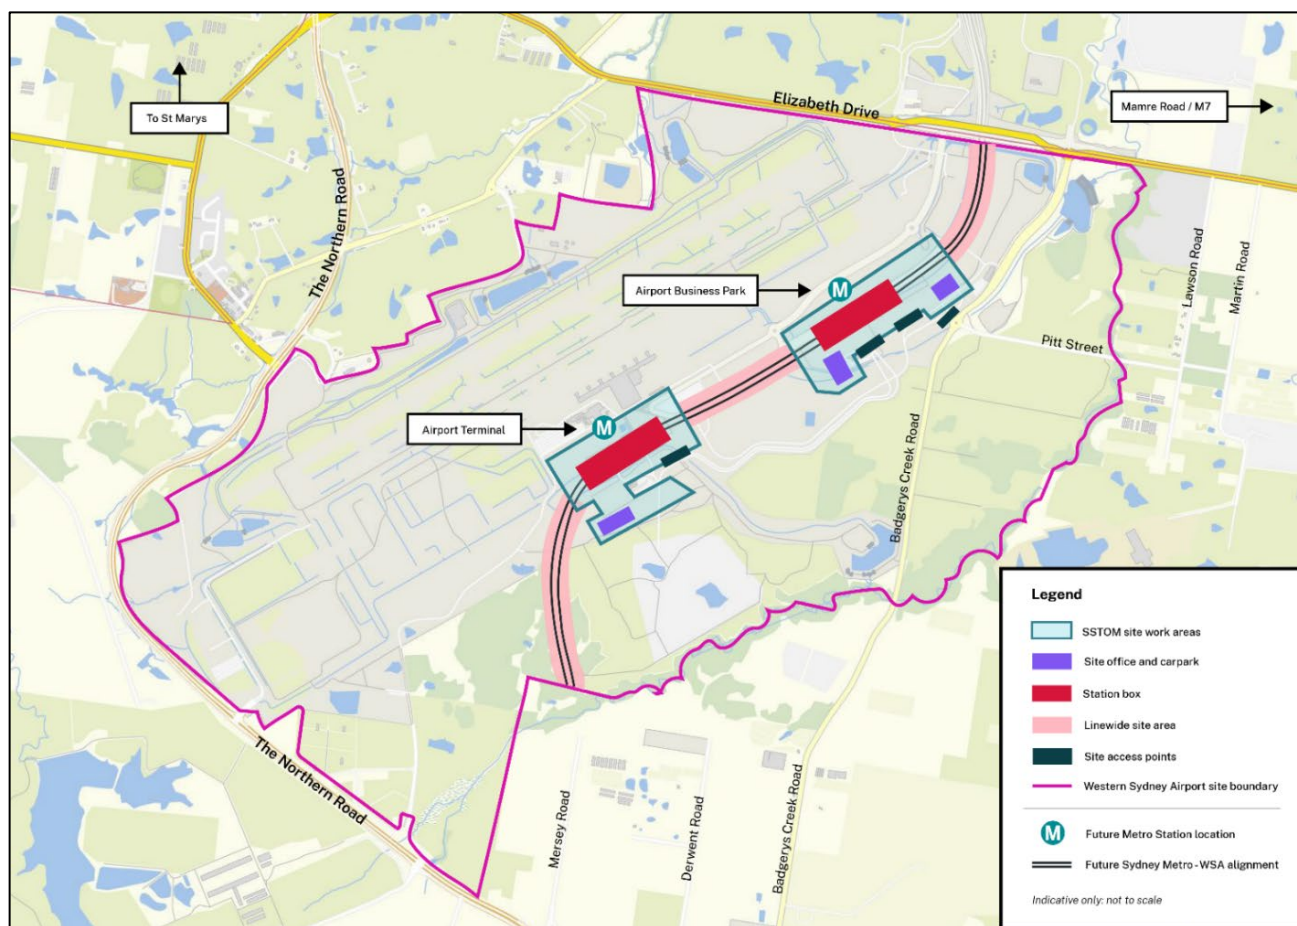 Elizabeth Drive
Mamre Road / M7
To St Marys
The Northern Road
Lawson Road
Martin Road
Airport Business Park
M
Pitt Street
Airport Terminal
M
Badgerys Creek Road
The Northern Road
Mersey Road
Derwent Road
Badgerys Creek Road
Legend
SSTOM site work areas
Site office and carpark
Station box
Linewide site area
Site access points
Western Sydney Airport site boundary
M Future Metro Station location
Future Sydney Metro - WSA alignment
Indicative only: not to scale